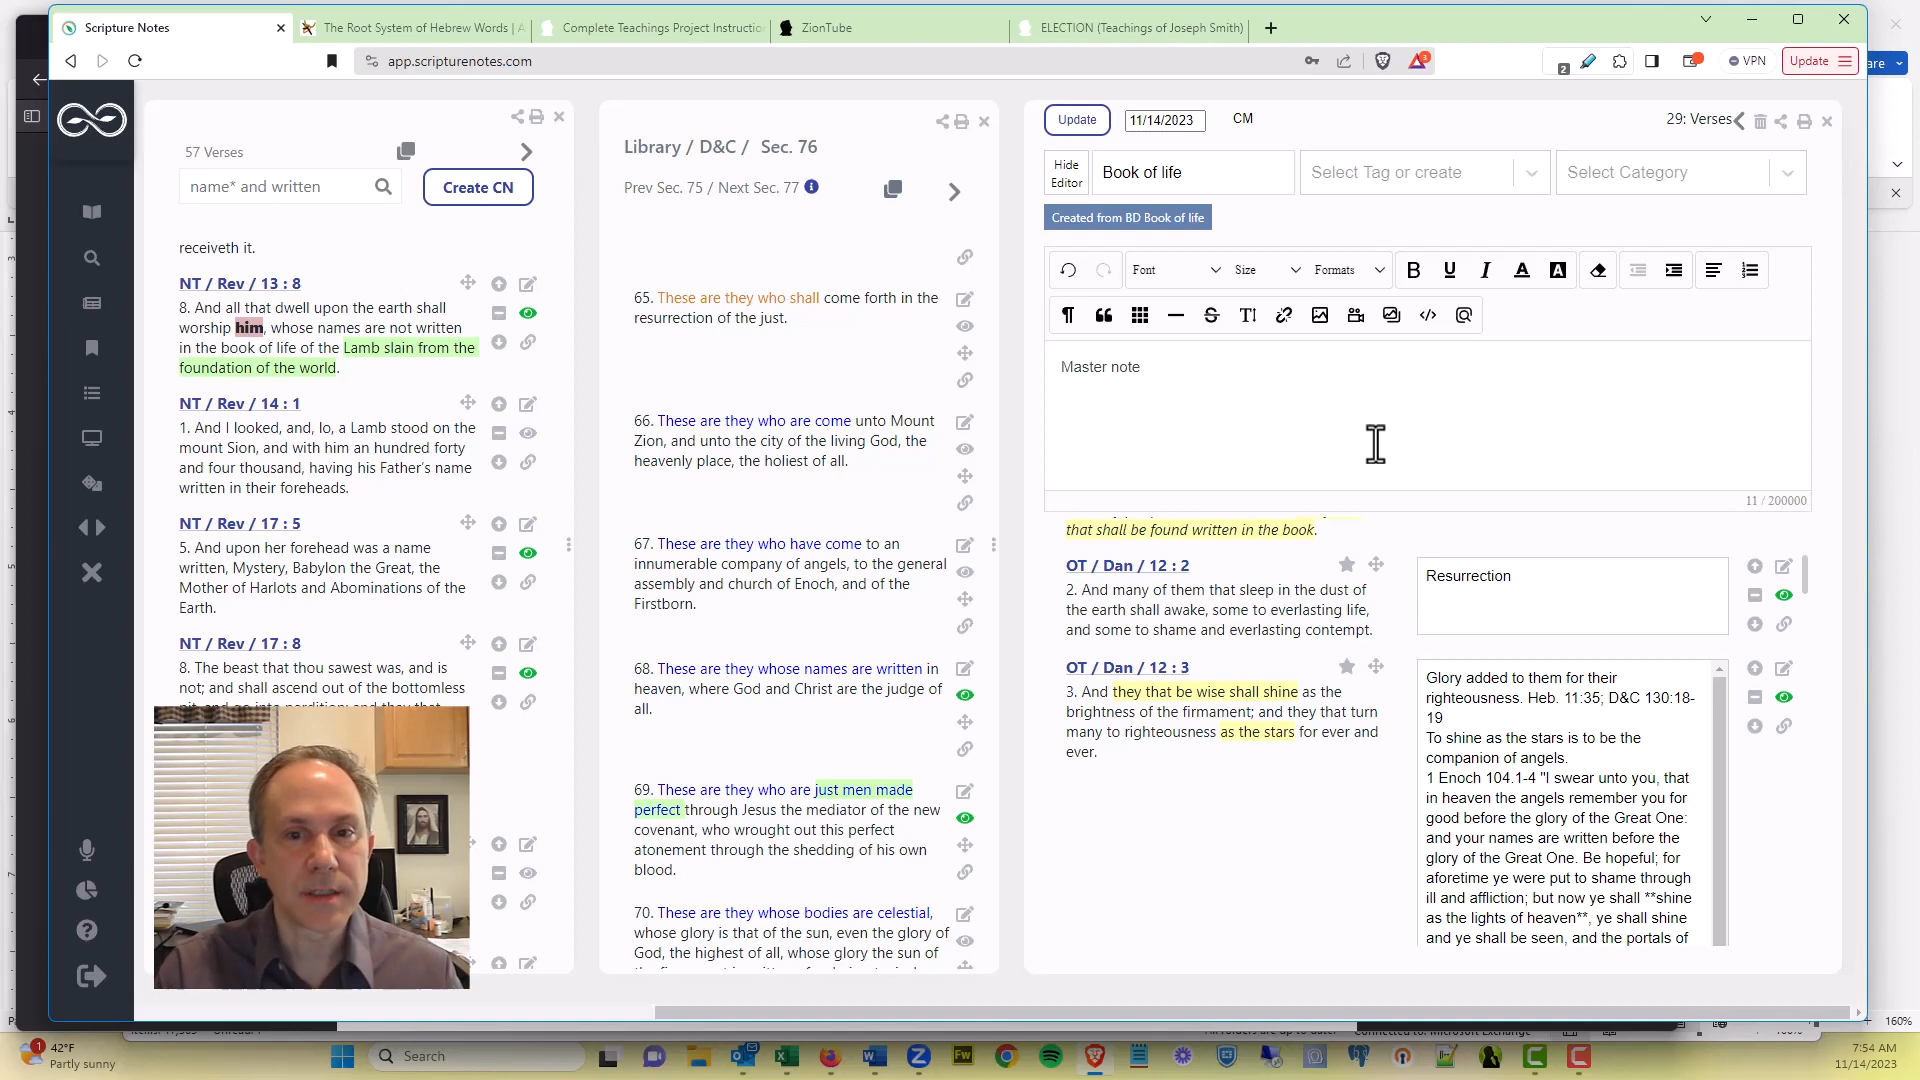 Scripture Notes
The Root System of Hebrew Words | A
Complete Teachings Project Instructio
ZionTube
ELECTION (Teachings of Joseph Smith)
app.scripturenotes.com
2
3
VPN
Update
are
57 Verses
name* and written
Create CN
receiveth it.
NT / Rev / 13 : 8
8. And all that dwell upon the earth shall
worship him, whose names are not written
in the book of life of the Lamb slain from the
foundation of the world.
NT / Rev / 14 : 1
1. And I looked, and, lo, a Lamb stood on the
mount Sion, and with him an hundred forty
and four thousand, having his Father's name
written in their foreheads.
NT / Rev / 17 : 5
5. And upon her forehead was a name
written, Mystery, Babylon the Great, the
Mother of Harlots and Abominations of the
Earth.
NT / Rev / 17 : 8
8. The beast that thou sawest was, and is
not; and shall ascend out of the bottomless
Library / D&C / Sec. 76
Prev Sec. 75 / Next Sec. 77
65. These are they who shall come forth in the
resurrection of the just.
66. These are they who are come unto Mount
Zion, and unto the city of the living God, the
heavenly place, the holiest of all.
67. These are they who have come to an
innumerable company of angels, to the general
assembly and church of Enoch, and of the
Firstborn.
68. These are they whose names are written in
heaven, where God and Christ are the judge of
all.
69. These are they who are just men made
perfect through Jesus the mediator of the new
covenant, who wrought out this perfect
atonement through the shedding of his own
blood.
70. These are they whose bodies are celestial,
whose glory is that of the sun, even the glory of
God, the highest of all, whose glory the sun of
Update
11/14/2023
CM
29: Verses
Hide
Editor
Book of life
Select Tag or create
Select Category
Created from BD Book of life
Font
Size
Formats
Master note
11 / 200000
that shall be found written in the book.
OT / Dan / 12 : 2
2. And many of them that sleep in the dust of
the earth shall awake, some to everlasting life,
and some to shame and everlasting contempt.
Resurrection
OT / Dan / 12 : 3
3. And they that be wise shall shine as the
brightness of the firmament; and they that turn
many to righteousness as the stars for ever and
ever.
Glory added to them for their
righteousness. Heb. 11:35; D&C 130:18-
19
To shine as the stars is to be the
companion of angels.
1 Enoch 104.1-4 "I swear unto you, that
in heaven the angels remember you for
good before the glory of the Great One:
and your names are written before the
glory of the Great One. Be hopeful; for
aforetime ye were put to shame through
ill and affliction; but now ye shall **shine
as the lights of heaven**, ye shall shine
and ye shall be seen, and the portals of
160%
1
42°F
Partly sunny
Search
7:54 AM
11/14/2023